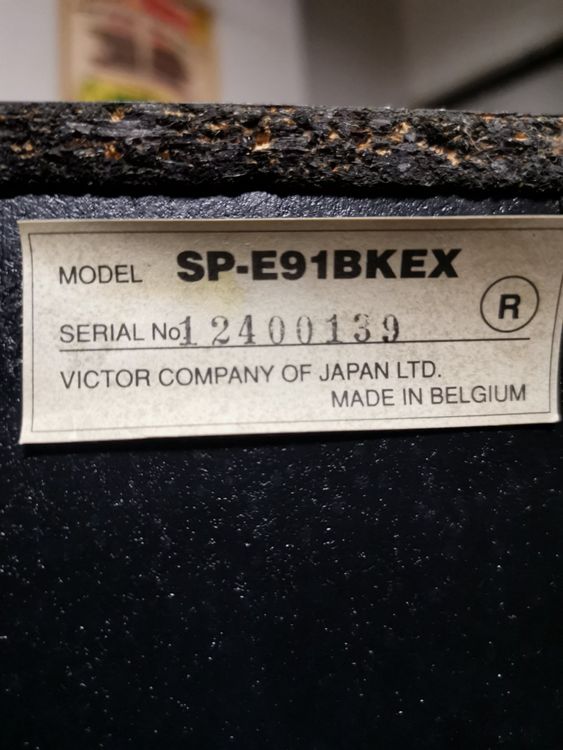 MODEL SP-E91BKEX
R
SERIAL No 12400139
VICTOR COMPANY OF JAPAN LTD.
MADE IN BELGIUM